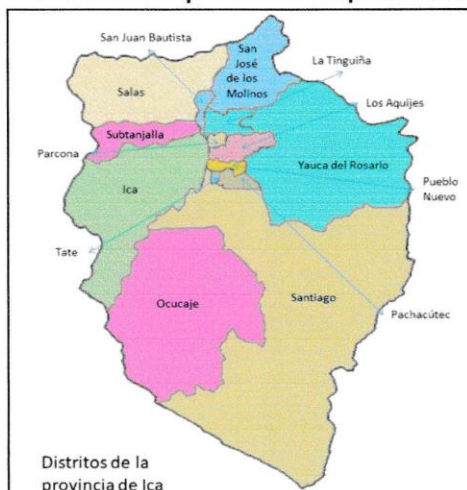 San Juan Bautista
San
José
de los
Molinos
La Tinguiña
Salas
Los Aquijes
Subtanjalla
Parcona
Yauca del Rosario
Ica
Pueblo
Nuevo
Tate
Ocucaje
Santiago
Pachacútec
Distritos de la
provincia de Ica